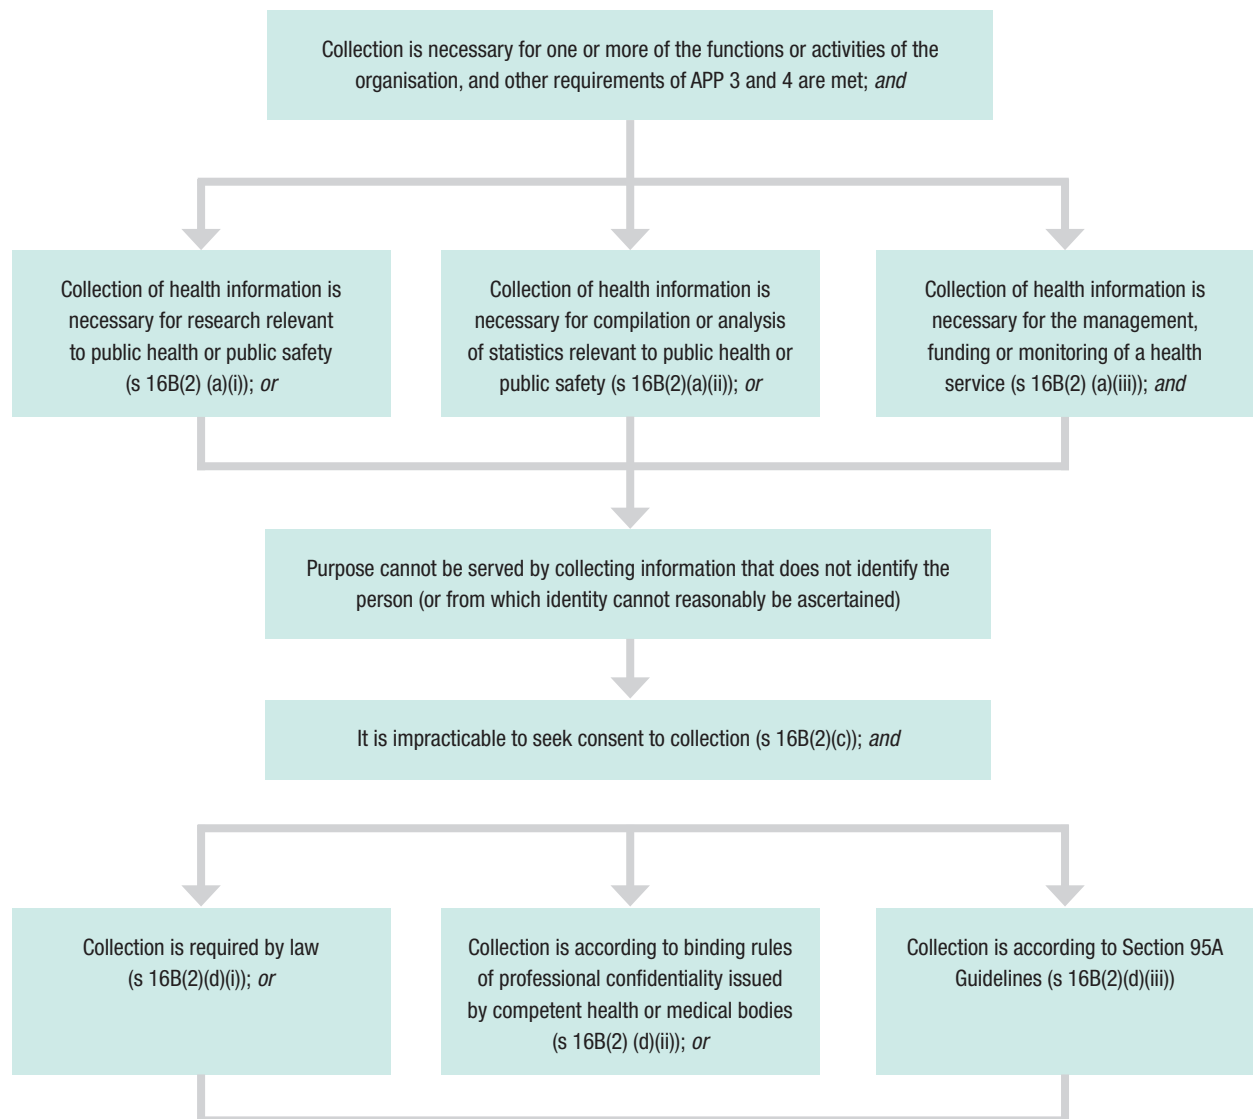 Collection is necessary for one or more of the functions or activities of the
organisation, and other requirements of APP 3 and 4 are met; and
Collection of health information is
necessary for research relevant
to public health or public safety
(s 16B(2) (a)(i)); or
Collection of health information is
necessary for compilation or analysis
of statistics relevant to public health or
public safety (s 16B(2)(a)(ii)); or
Collection of health information is
necessary for the management,
funding or monitoring of a health
service (s 16B(2) (a)(iii)); and
Purpose cannot be served by collecting information that does not identify the
person (or from which identity cannot reasonably be ascertained)
It is impracticable to seek consent to collection (s 16B(2)(c)); and
Collection is required by law
(s 16B(2)(d)(i)); or
Collection is according to binding rules
of professional confidentiality issued
by competent health or medical bodies
(s 16B(2) (d)(ii)); or
Collection is according to Section 95A
Guidelines (s 16B(2)(d)(iii))